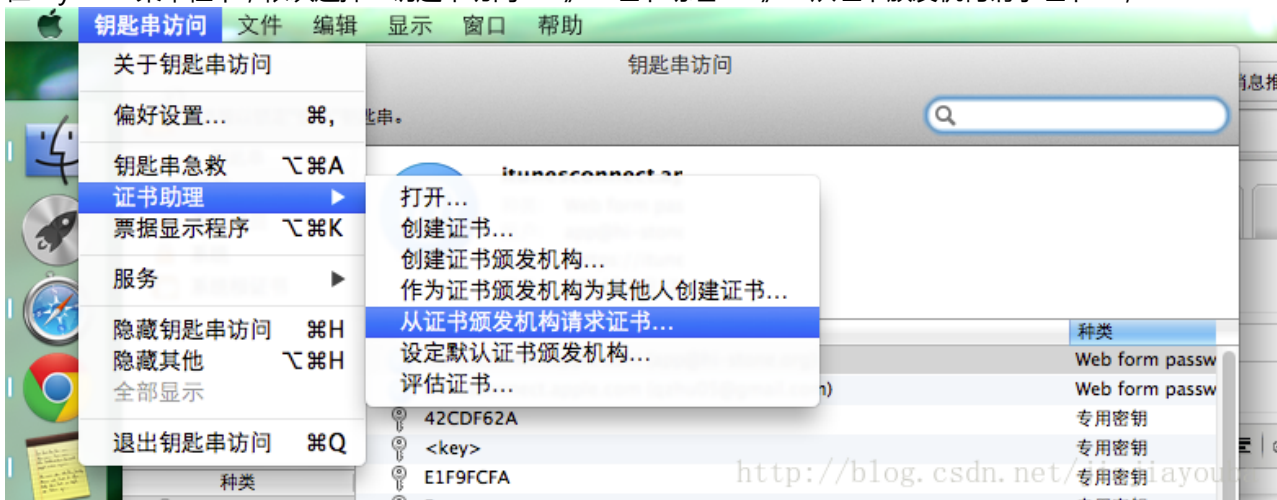 钥匙串访问 文件 编辑 显示 窗口 帮助
关于钥匙串访问
偏好设置... ⌘,
钥匙串急救 ⌥⌘A
证书助理 ▶
票据显示程序 ⌥⌘K
服务 ▶
隐藏钥匙串访问 ⌘H
隐藏其他 ⌥⌘H
全部显示
退出钥匙串访问 ⌘Q
打开...
创建证书...
创建证书颁发机构...
作为证书颁发机构为其他人创建证书...
从证书颁发机构请求证书...
设定默认证书颁发机构...
评估证书...
钥匙串访问
串。
种类
Web form passw
Web form passw
42CDF62A 专用密钥
<key> 专用密钥
E1F9FCFA 专用密钥
种类
http://blog.csdn.net/